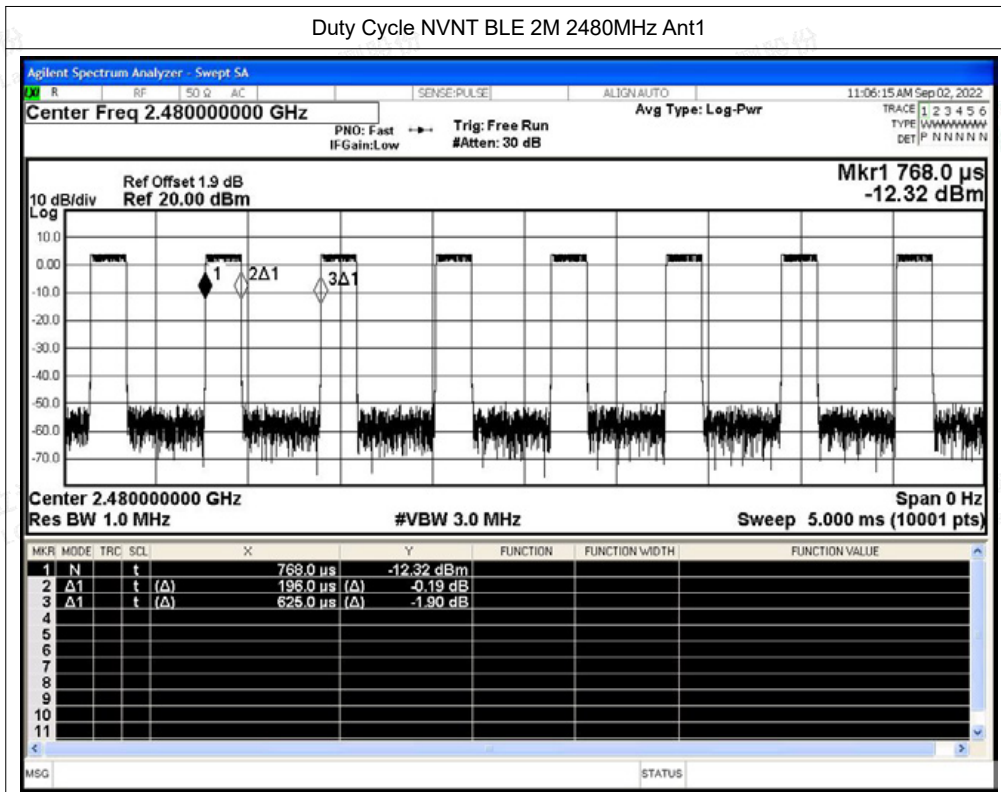 Duty Cycle NVNT BLE 2M 2480MHz Ant1
Agilent Spectrum Analyzer - Swept SA
R RF 50 Ω AC SENSE:PULSE ALIGN AUTO 11:06:15 AM Sep 02, 2022
Center Freq 2.480000000 GHz Avg Type: Log-Pwr TRACE 1 2 3 4 5 6
PNO: Fast Trig: Free Run TYPE WWWWWW
IFGain:Low #Atten: 30 dB DET P N N N N N
Mkr1 768.0 µs
Ref Offset 1.9 dB
10 dB/div Ref 20.00 dBm -12.32 dBm
Log
10.0
0.00
1 2Δ1 3Δ1
-10.0
-20.0
-30.0
-40.0
-50.0
-60.0
-70.0
Center 2.480000000 GHz Span 0 Hz
Res BW 1.0 MHz #VBW 3.0 MHz Sweep 5.000 ms (10001 pts)
MKR MODE TRC SCL X Y FUNCTION FUNCTION WIDTH FUNCTION VALUE
1 N t 768.0 µs -12.32 dBm
2 Δ1 t (Δ) 196.0 µs (Δ) -0.19 dB
3 Δ1 t (Δ) 625.0 µs (Δ) -1.90 dB
4
5
6
7
8
9
10
11
MSG STATUS